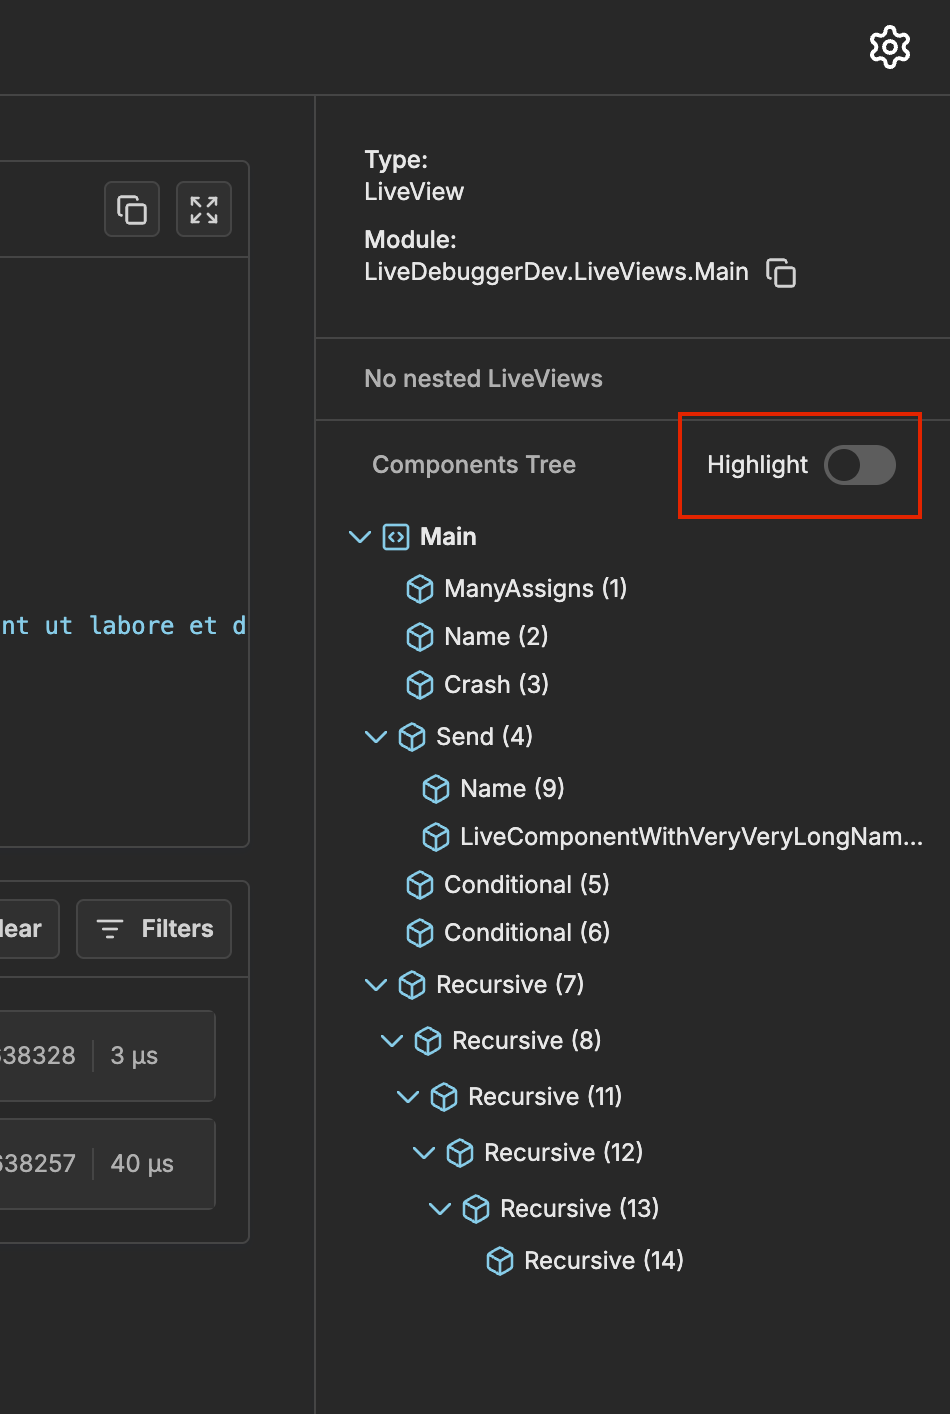 Type:
LiveView
Module:
LiveDebuggerDev.LiveViews.Main
No nested LiveViews
Components Tree
Highlight
Main
ManyAssigns (1)
Name (2)
Crash (3)
Send (4)
Name (9)
LiveComponentWithVeryVeryLongNam...
Conditional (5)
Conditional (6)
Recursive (7)
Recursive (8)
Recursive (11)
Recursive (12)
Recursive (13)
Recursive (14)
nt ut labore et d
lear
Filters
38328 3 µs
638257 40 µs